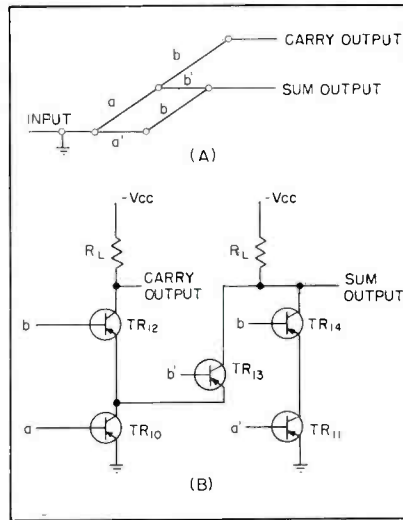 b
CARRY OUTPUT
a
b'
b
SUM OUTPUT
INPUT
a'
(A)
-Vcc
-Vcc
RL
RL
CARRY
OUTPUT
SUM
OUTPUT
b
TR12
b
TR14
b'
TR13
a
TR10
a'
TR11
(B)